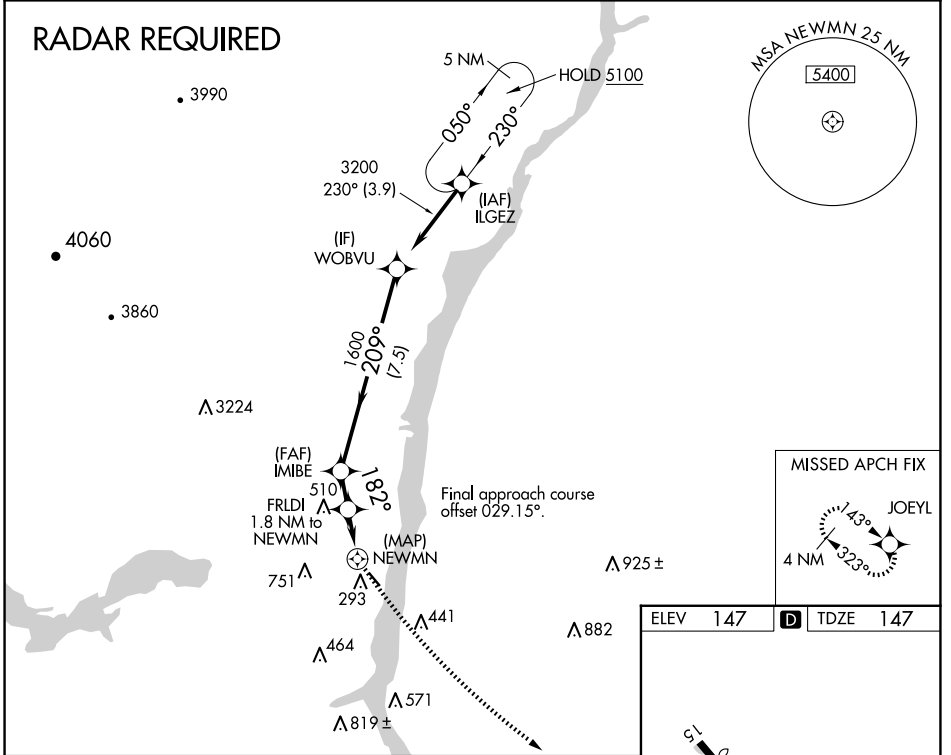 RADAR REQUIRED
MSA NEWMN 25 NM
5400
5 NM
HOLD 5100
3990
050°
230°
3200
230° (3.9)
(IAF)
ILGEZ
4060
(IF)
WOBVU
3860
1600
209°
(7.5)
3224
(FAF)
IMIBE
182°
510
FRLDI
1.8 NM to
NEWMN
Final approach course
offset 029.15°.
(MAP)
NEWMN
MISSED APCH FIX
JOEYL
143°
4 NM
323°
925 ±
751
293
441
882
464
571
819 ±
ELEV 147 D TDZE 147
15